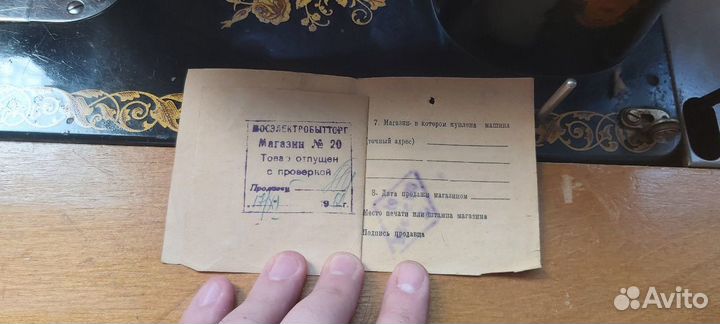 МОСЭЛЕКТРОБЫТТОРГ
Магазин № 20
Товар отпущен
с проверкой
Продавец
19 г.
7. Магазин в котором куплена машина
(точный адрес)
8. Дата продажи магазином
Место печати или штампа магазина
Подпись продавца
Avito